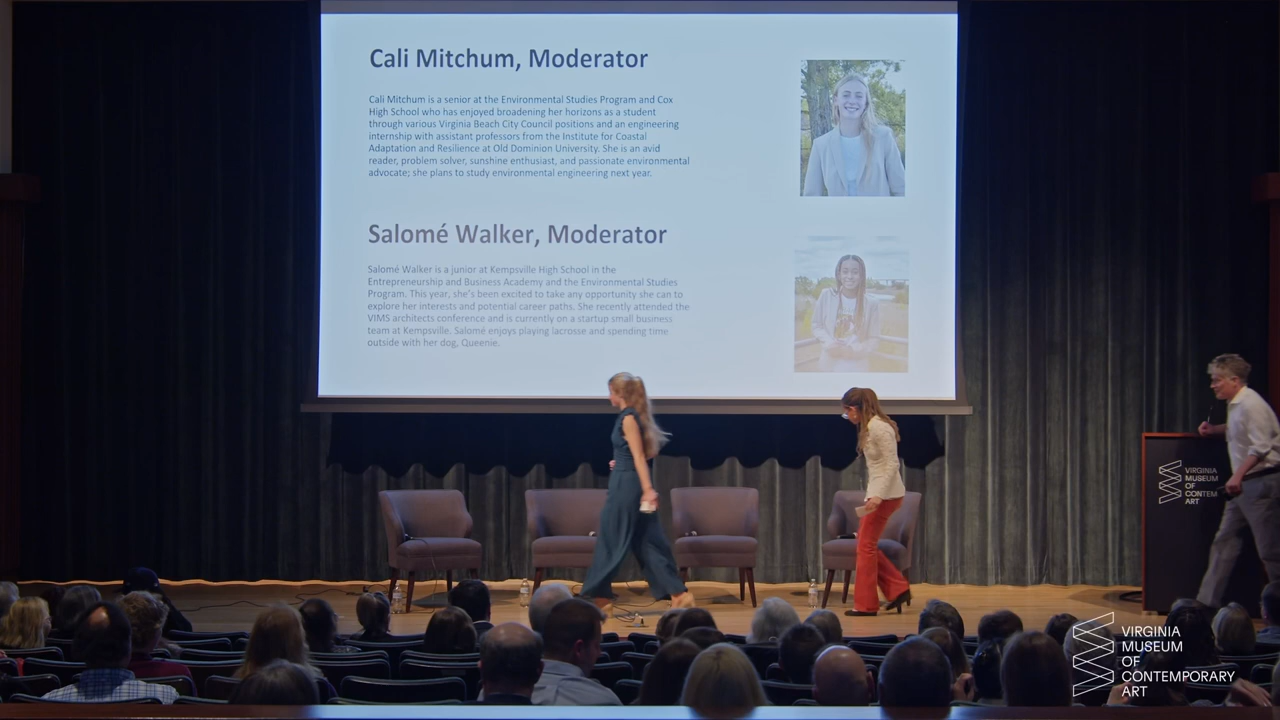 Cali Mitchum, Moderator
Cali Mitchum is a senior at the Environmental Studies Program and Cox
High School who has enjoyed broadening her horizons as a student
through various Virginia Beach City Council positions and an engineering
internship with assistant professors from the Institute for Coastal
Adaptation and Resilience at Old Dominion University. She is an avid
reader, problem solver, sunshine enthusiast, and passionate environmental
advocate; she plans to study environmental engineering next year.
Salomé Walker, Moderator
Salomé Walker is a junior at Kempsville High School in the
Entrepreneurship and Business Academy and the Environmental Studies
Program. This year, she's been excited to take any opportunity she can to
explore her interests and potential career paths. She recently attended the
VIMS architects conference and is currently on a startup small business
team at Kempsville. Salomé enjoys playing lacrosse and spending time
outside with her dog, Queenie.
VIRGINIA
MUSEUM
OF
CONTEM
ART
VIRGINIA
MUSEUM
OF
CONTEMPORARY
ART